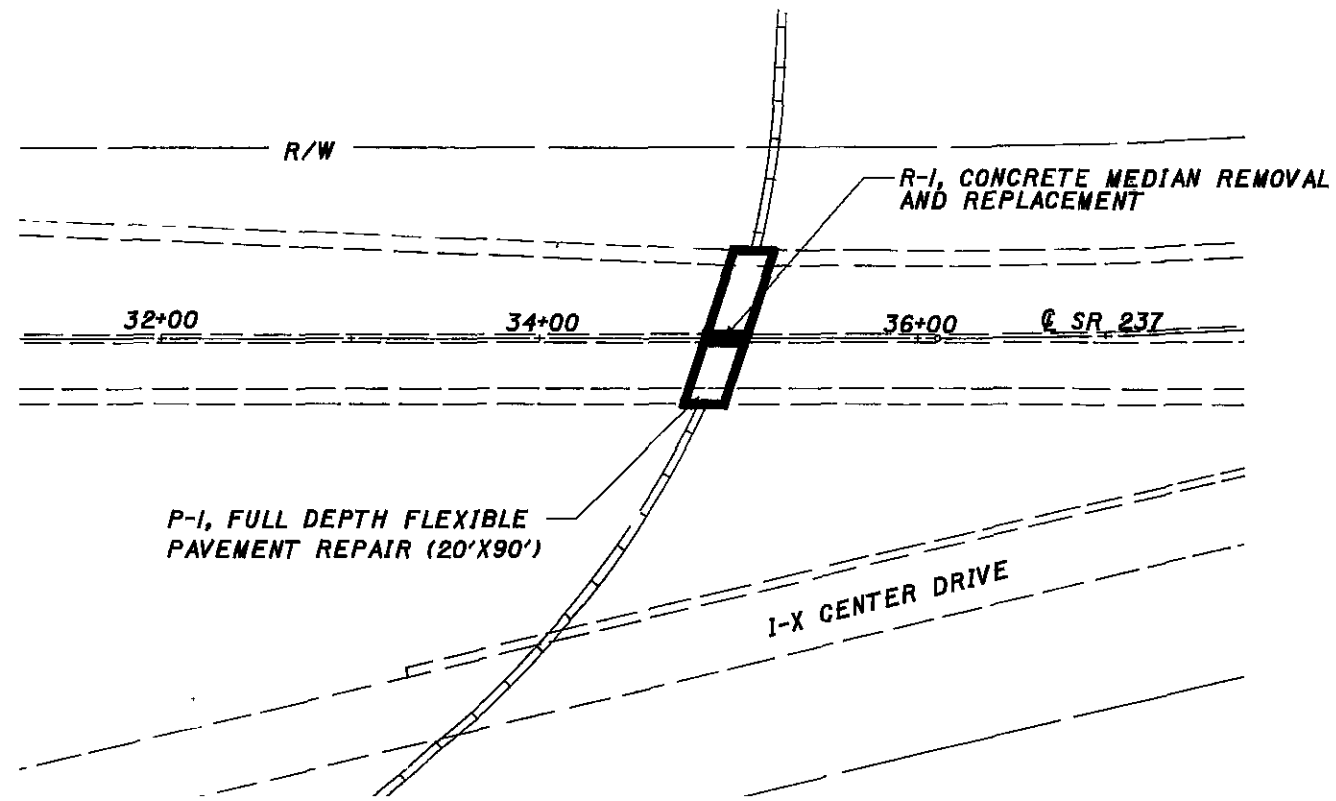 R/W
R-1, CONCRETE MEDIAN REMOVAL
AND REPLACEMENT
32+00
34+00
36+00
℄ SR 237
P-1, FULL DEPTH FLEXIBLE
PAVEMENT REPAIR (20'X90')
I-X CENTER DRIVE